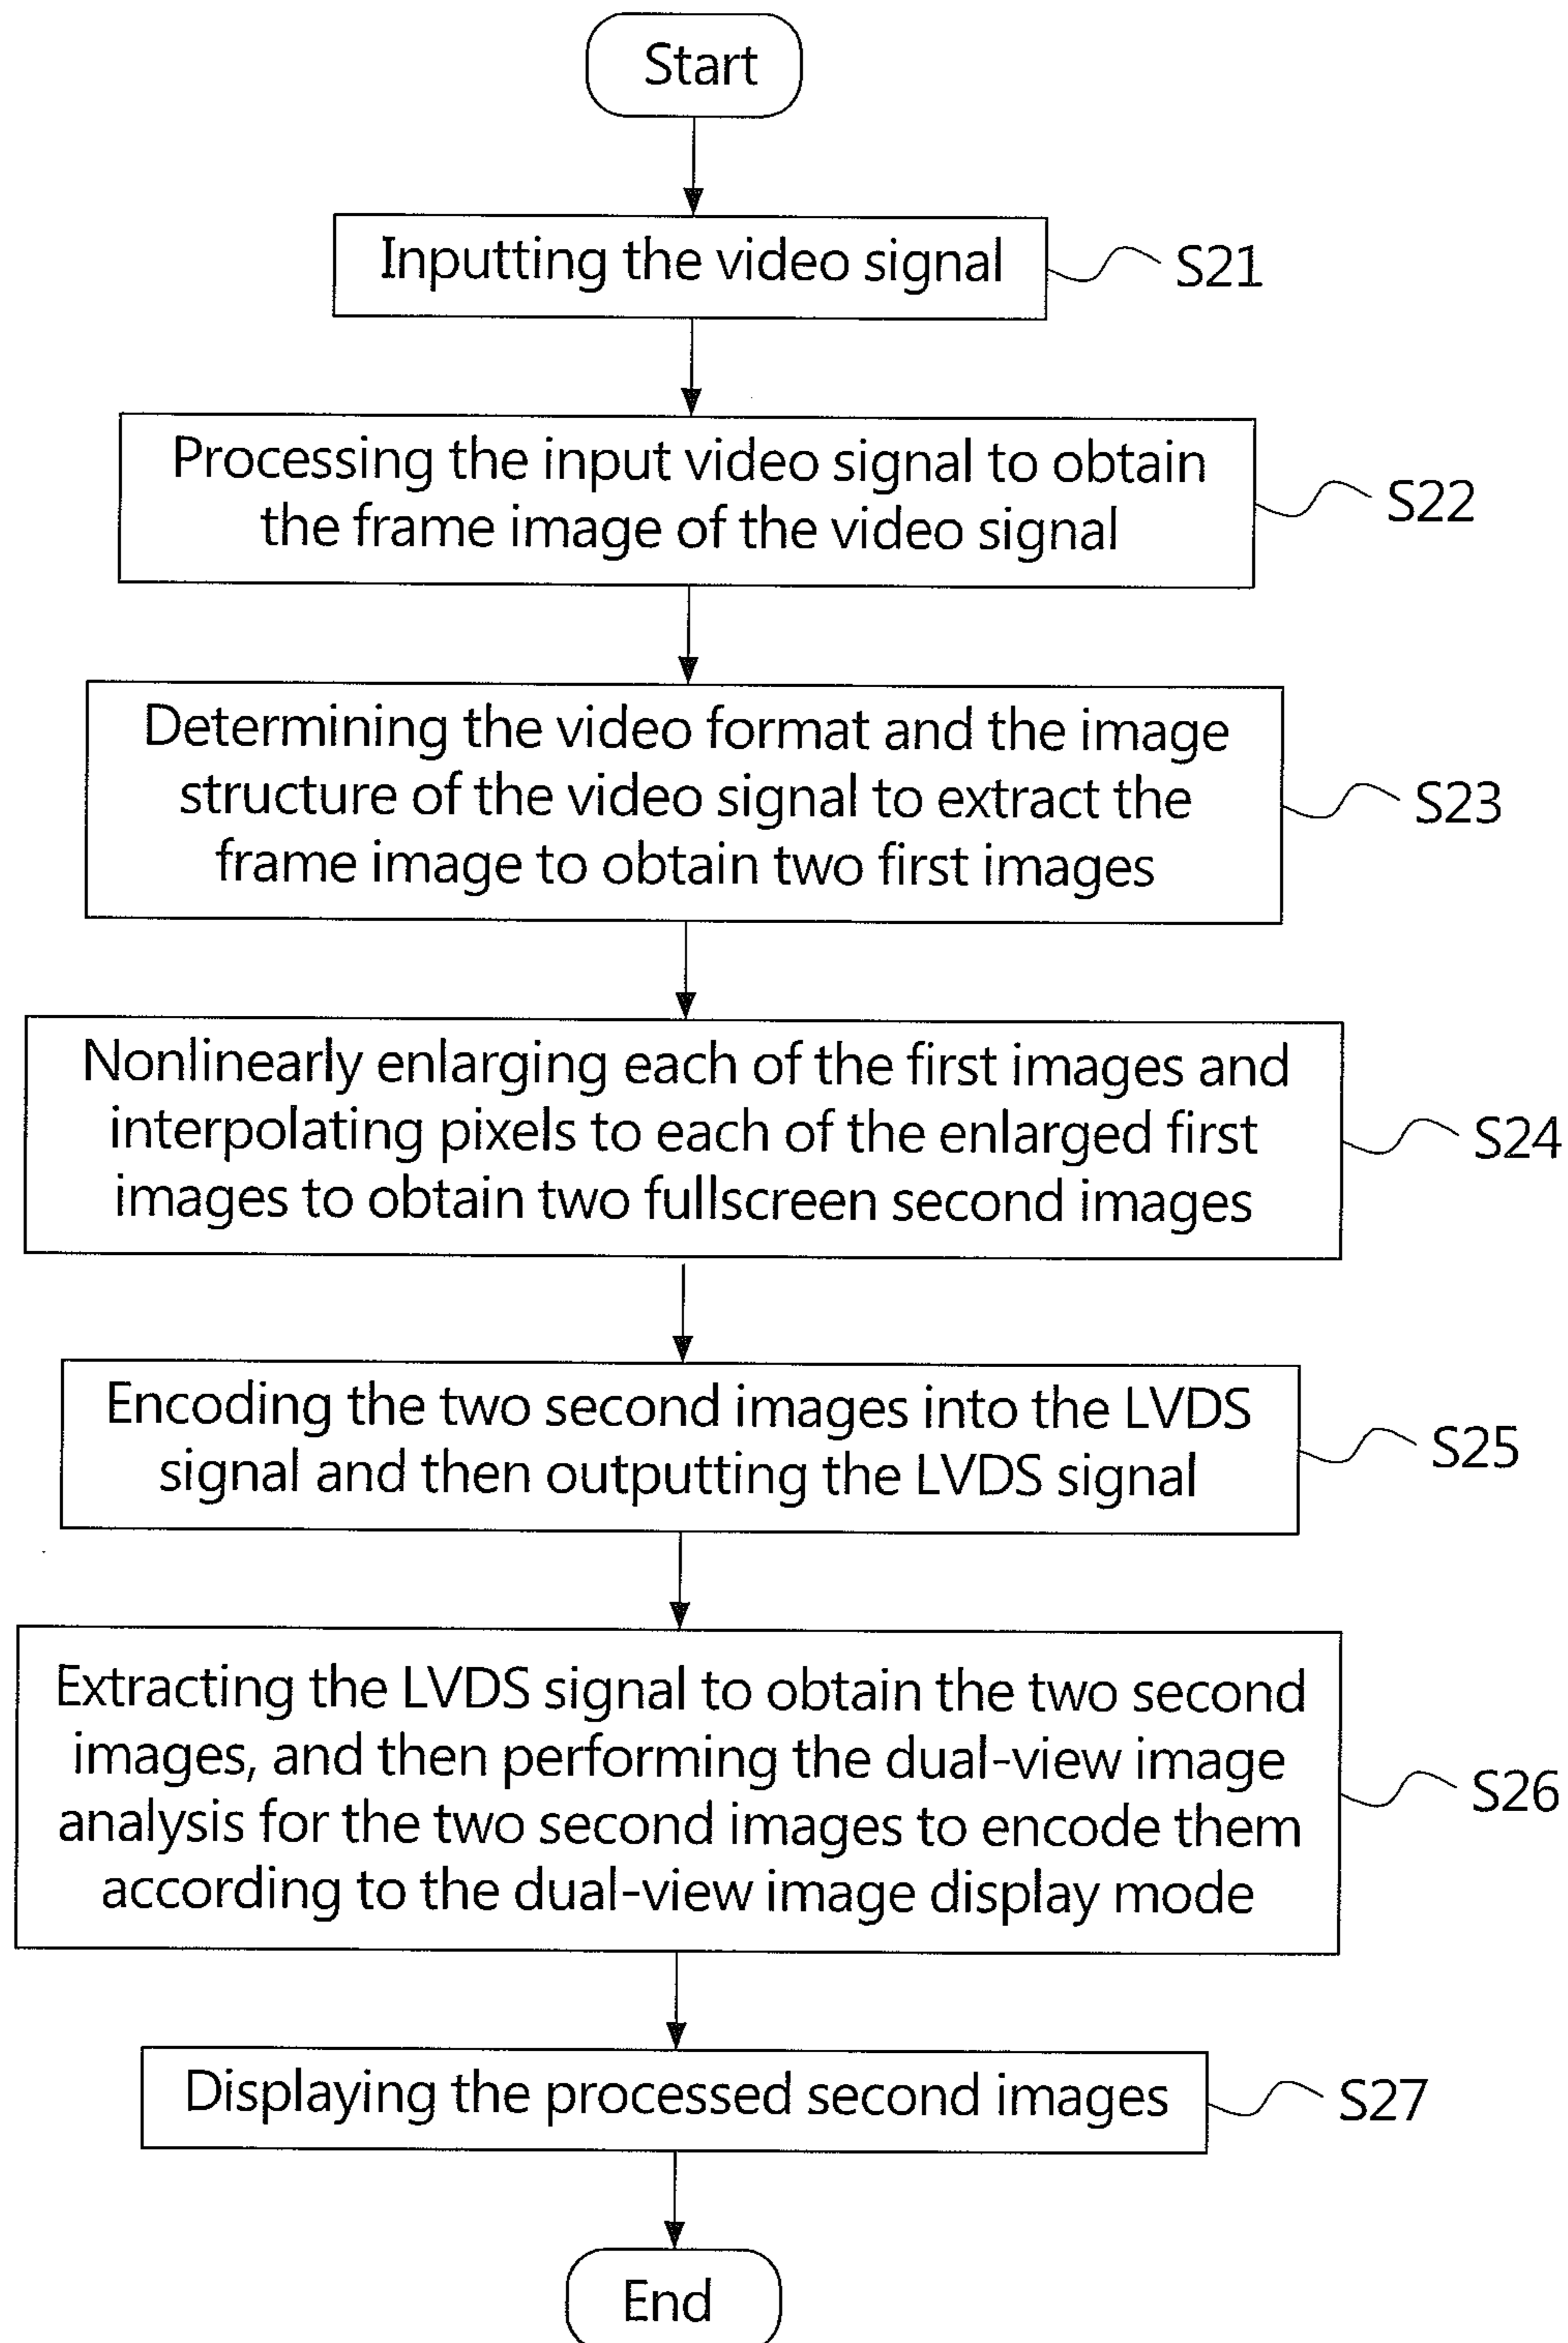 Start
Inputting the video signal
S21
Processing the input video signal to obtain
the frame image of the video signal
S22
Determining the video format and the image
structure of the video signal to extract the
frame image to obtain two first images
S23
Nonlinearly enlarging each of the first images and
interpolating pixels to each of the enlarged first
images to obtain two fullscreen second images
S24
Encoding the two second images into the LVDS
signal and then outputting the LVDS signal
S25
Extracting the LVDS signal to obtain the two second
images, and then performing the dual-view image
analysis for the two second images to encode them
according to the dual-view image display mode
S26
Displaying the processed second images
S27
End